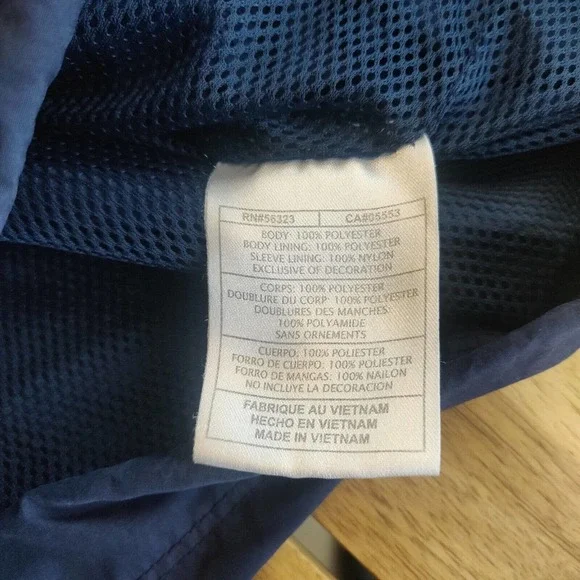 RN#56323 CA#05553
BODY: 100% POLYESTER
BODY LINING: 100% POLYESTER
SLEEVE LINING: 100% NYLON
EXCLUSIVE OF DECORATION
CORPS: 100% POLYESTER
DOUBLURE DU CORP: 100% POLYESTER
DOUBLURES DES MANCHES:
100% POLYAMIDE
SANS ORNEMENTS
CUERPO: 100% POLIESTER
FORRO DE CUERPO: 100% POLIESTER
FORRO DE MANGAS: 100% NAILON
NO INCLUYE LA DECORACION
FABRIQUE AU VIETNAM
HECHO EN VIETNAM
MADE IN VIETNAM